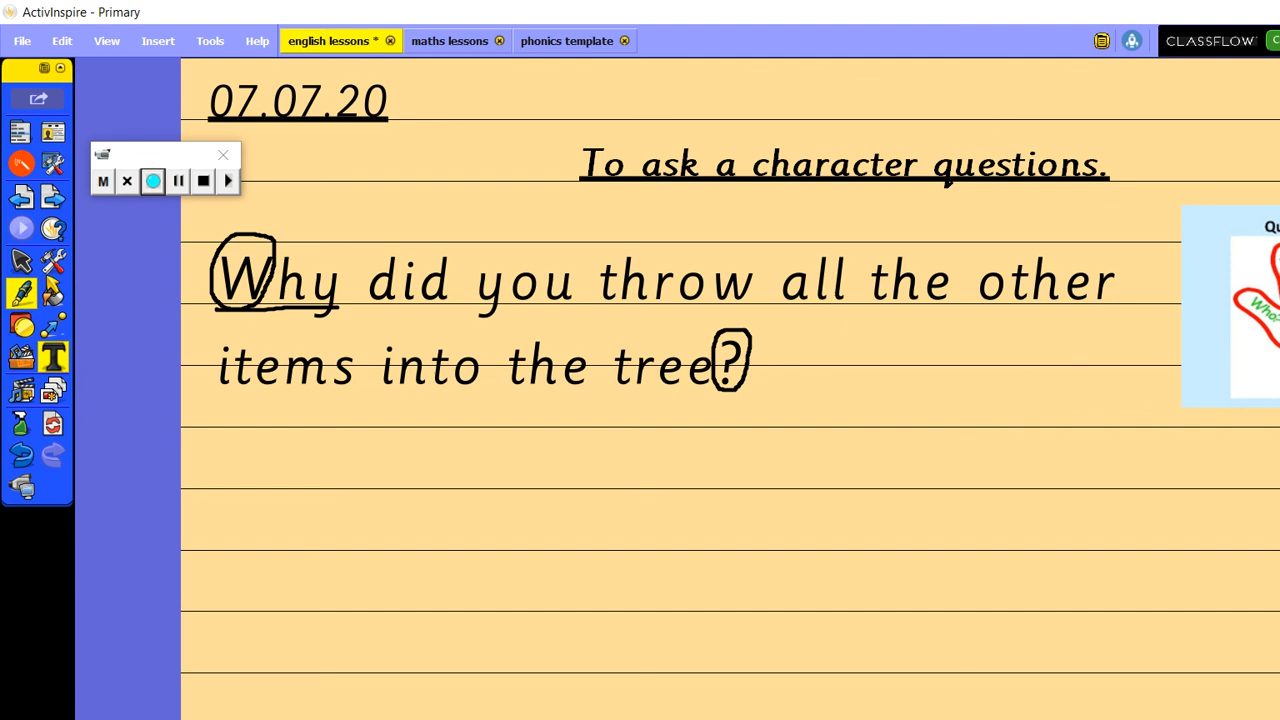 ActivInspire - Primary
File Edit View Insert Tools Help english lessons * maths lessons phonics template CLASSFLOW
07.07.20
M
To ask a character questions.
Why did you throw all the other
items into the tree?
T